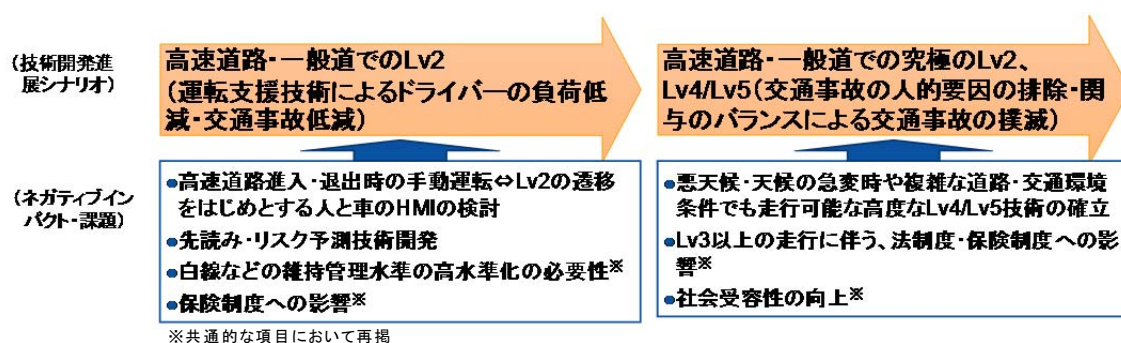 (技術開発進
展シナリオ)
高速道路・一般道でのLv2
(運転支援技術によるドライバーの負荷低
減・交通事故低減)
高速道路・一般道での究極のLv2、
Lv4/Lv5(交通事故の人的要因の排除・関
与のバランスによる交通事故の撲滅)
(ネガティブイン
パクト・課題)
●高速道路進入・退出時の手動運転⇔Lv2の遷移
をはじめとする人と車のHMIの検討
●先読み・リスク予測技術開発
●白線などの維持管理水準の高水準化の必要性※
●保険制度への影響※
●悪天候・天候の急変時や複雑な道路・交通環境
条件でも走行可能な高度なLv4/Lv5技術の確立
●Lv3以上の走行に伴う、法制度・保険制度への影
響※
●社会受容性の向上※
※共通的な項目において再掲